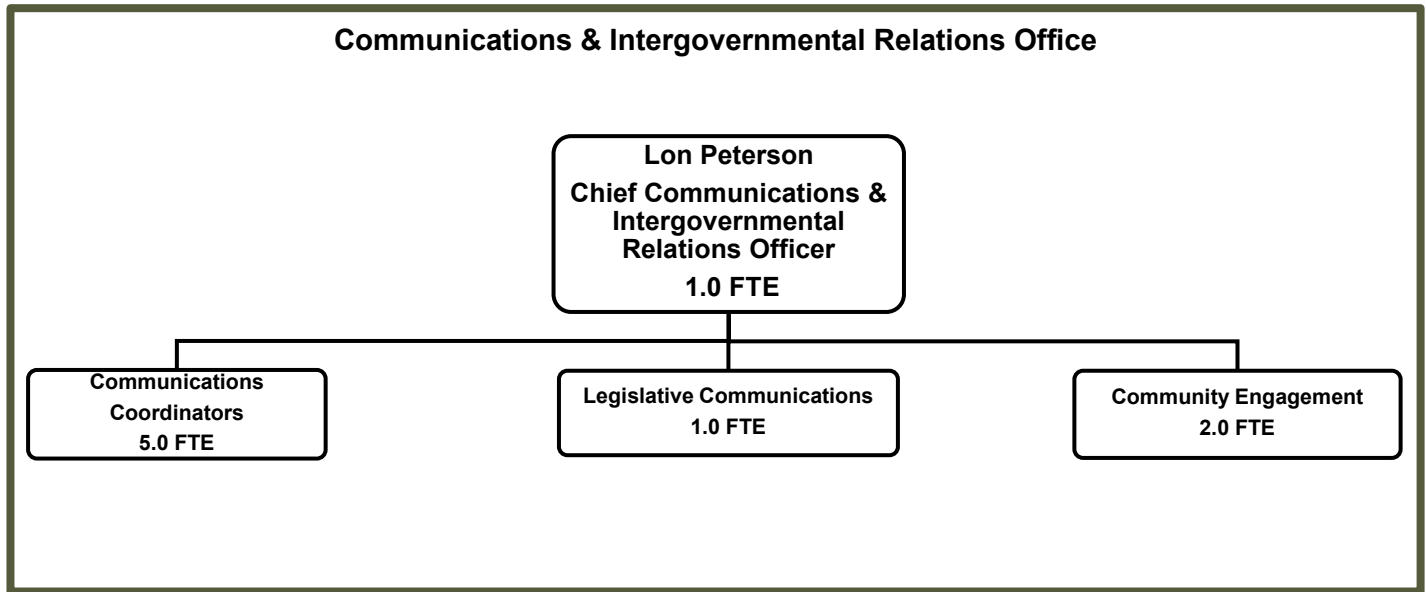 Communications & Intergovernmental Relations Office
Lon Peterson
Chief Communications &
Intergovernmental
Relations Officer
1.0 FTE
Communications
Coordinators
5.0 FTE
Legislative Communications
1.0 FTE
Community Engagement
2.0 FTE